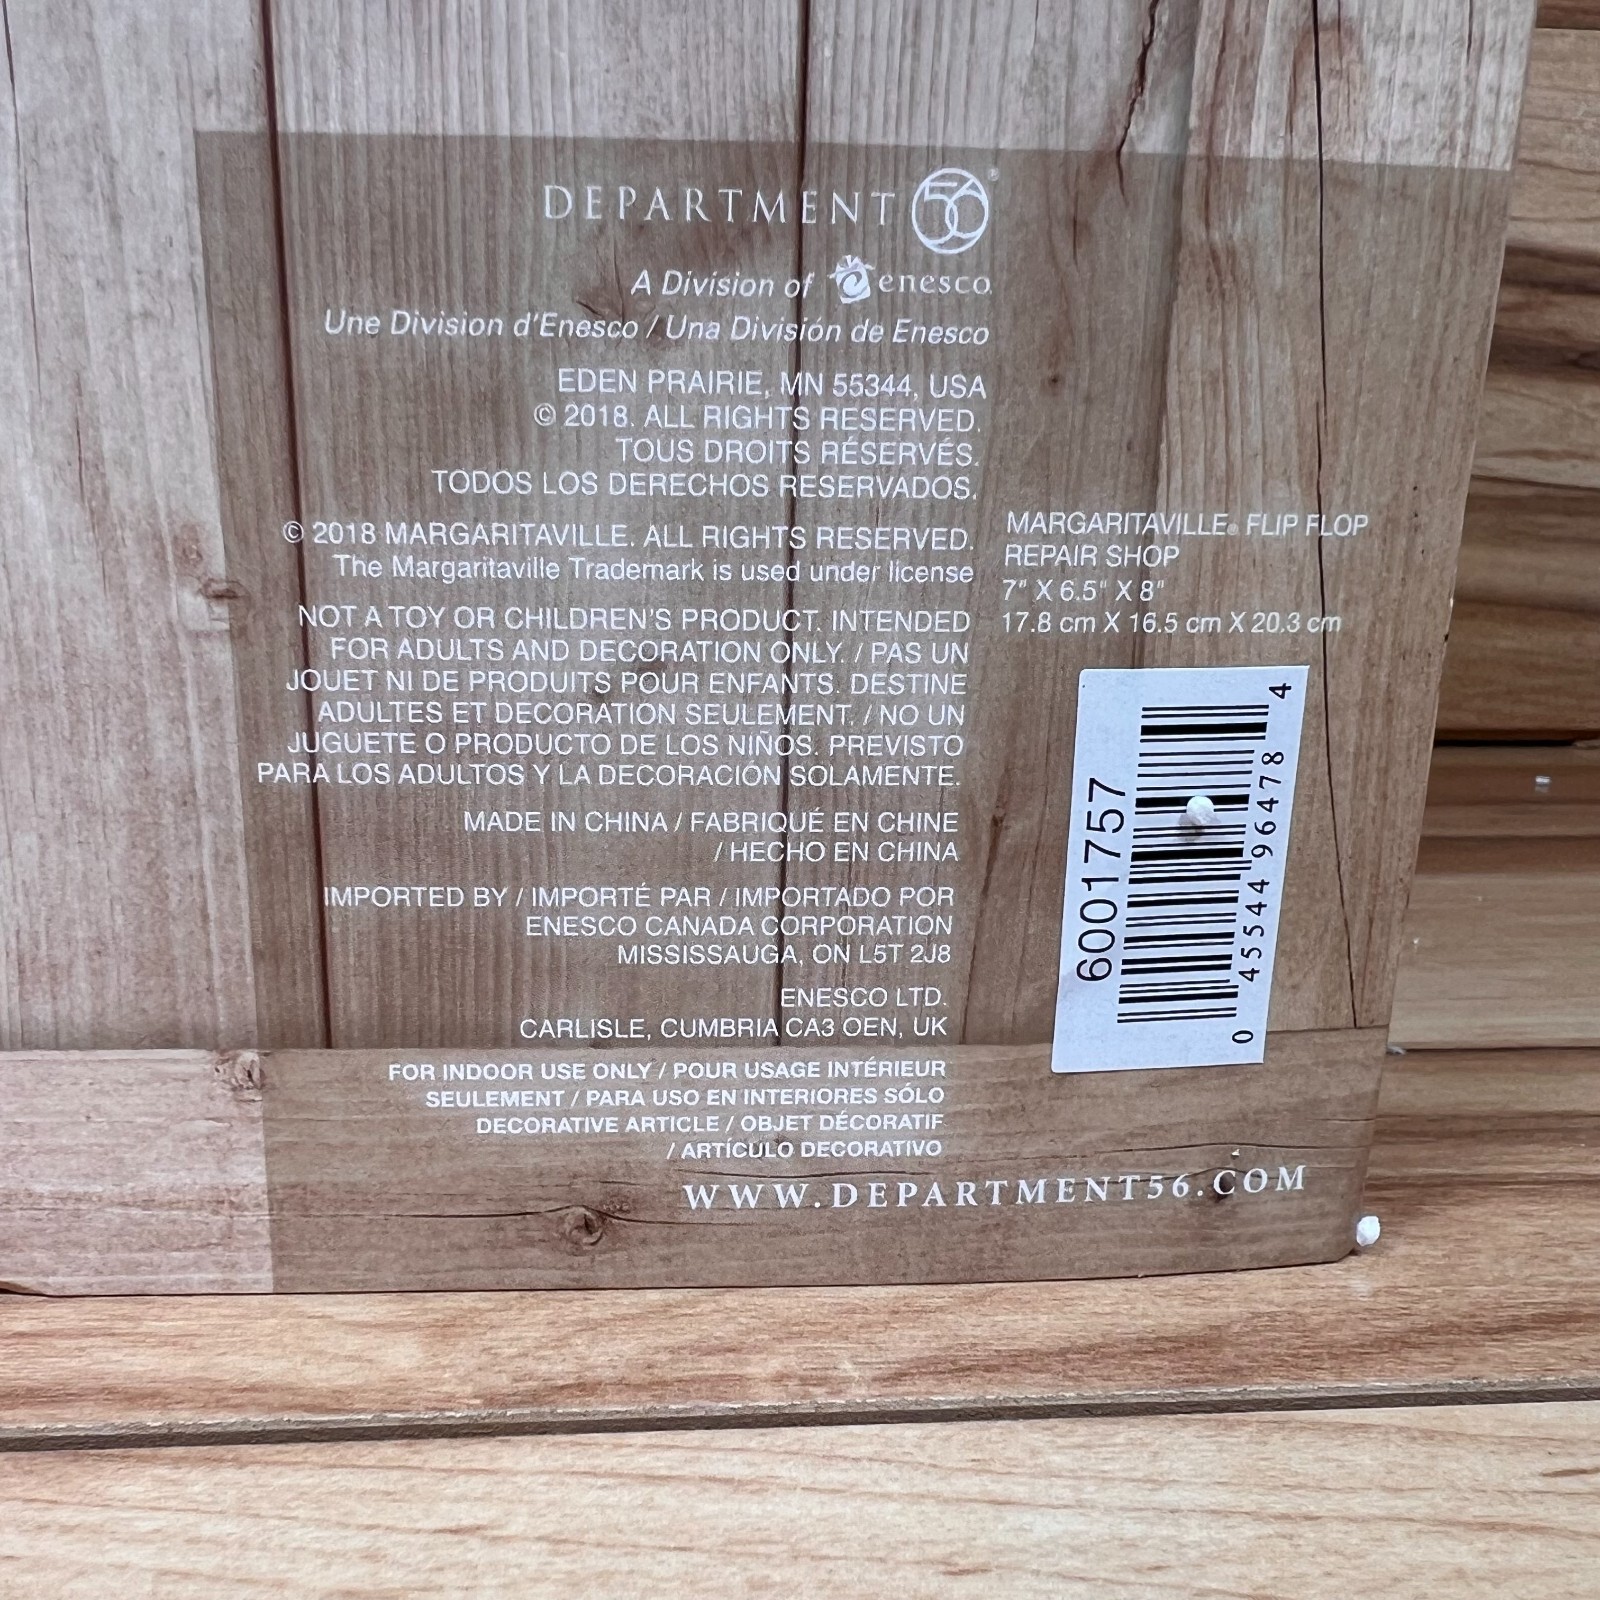 DEPARTMENT 56®
A Division of enesco.
Une Division d'Enesco / Una División de Enesco
EDEN PRAIRIE, MN 55344, USA
© 2018. ALL RIGHTS RESERVED.
TOUS DROITS RÉSERVÉS.
TODOS LOS DERECHOS RESERVADOS.
© 2018 MARGARITAVILLE. ALL RIGHTS RESERVED.
The Margaritaville Trademark is used under license
NOT A TOY OR CHILDREN'S PRODUCT. INTENDED
FOR ADULTS AND DECORATION ONLY. / PAS UN
JOUET NI DE PRODUITS POUR ENFANTS. DESTINE
ADULTES ET DECORATION SEULEMENT. / NO UN
JUGUETE O PRODUCTO DE LOS NIÑOS. PREVISTO
PARA LOS ADULTOS Y LA DECORACIÓN SOLAMENTE.
MADE IN CHINA / FABRIQUÉ EN CHINE
/ HECHO EN CHINA
IMPORTED BY / IMPORTÉ PAR / IMPORTADO POR
ENESCO CANADA CORPORATION
MISSISSAUGA, ON L5T 2J8
ENESCO LTD.
CARLISLE, CUMBRIA CA3 OEN, UK
FOR INDOOR USE ONLY / POUR USAGE INTÉRIEUR
SEULEMENT / PARA USO EN INTERIORES SÓLO
DECORATIVE ARTICLE / OBJET DÉCORATIF
/ ARTÍCULO DECORATIVO
MARGARITAVILLE® FLIP FLOP
REPAIR SHOP
7" X 6.5" X 8"
17.8 cm X 16.5 cm X 20.3 cm
6001757
0 45544 96478 4
WWW.DEPARTMENT56.COM